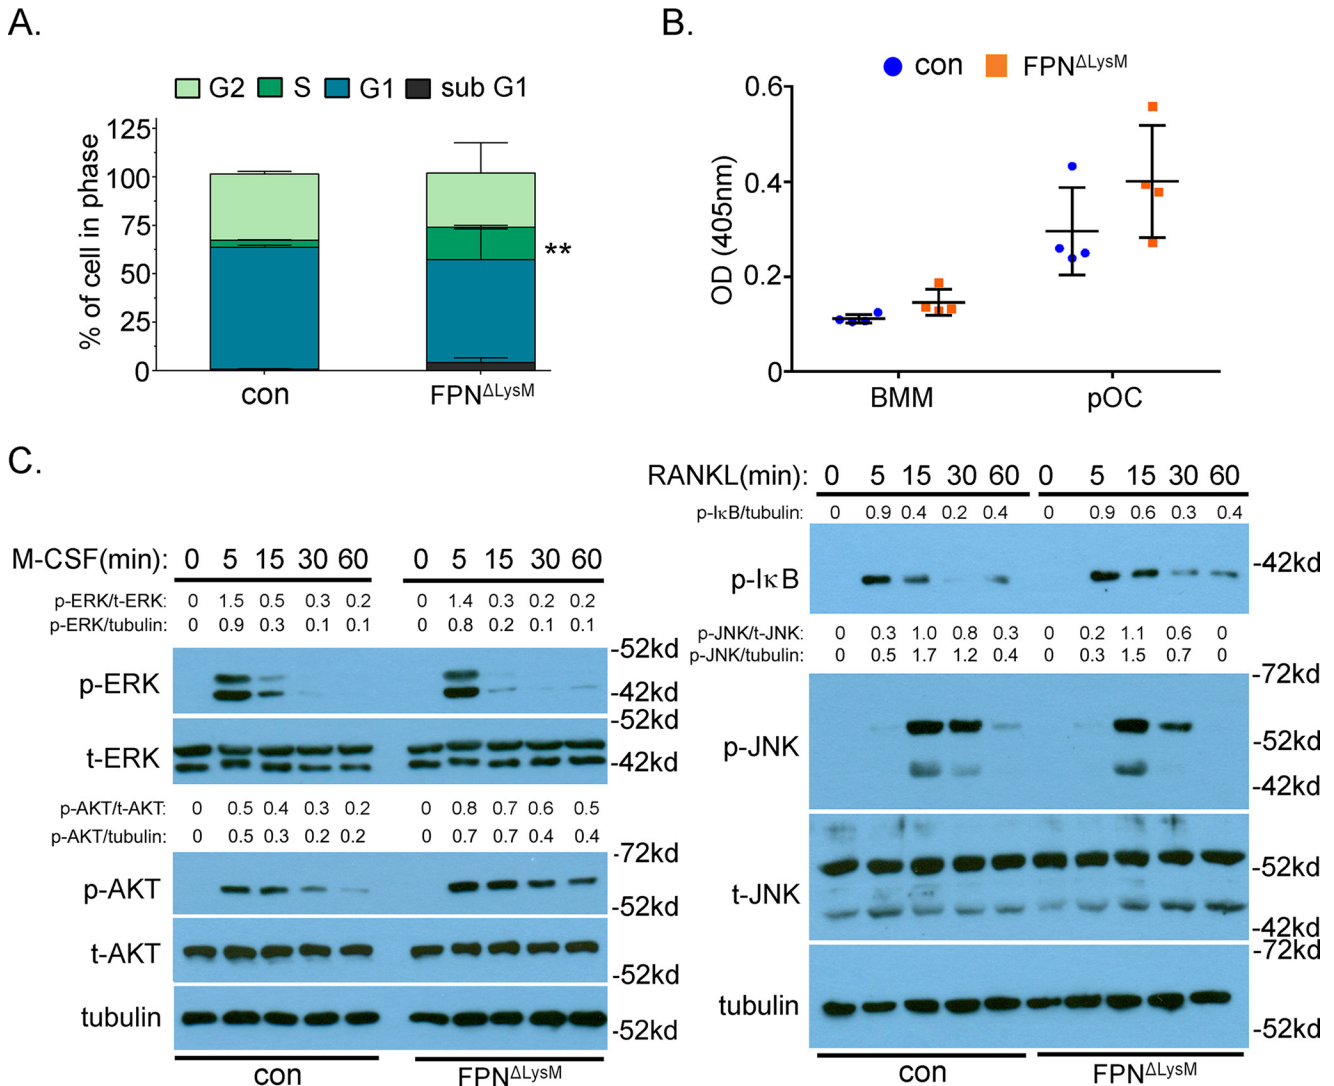 A.
G2 S G1 sub G1
% of cell in phase
125
100
75
50
25
0
**
con FPNΔLysM
B.
con FPNΔLysM
OD (405nm)
0.6
0.4
0.2
0
BMM pOC
C.
M-CSF(min): 0 5 15 30 60 0 5 15 30 60
p-ERK/t-ERK: 0 1.5 0.5 0.3 0.2 0 1.4 0.3 0.2 0.2
p-ERK/tubulin: 0 0.9 0.3 0.1 0.1 0 0.8 0.2 0.1 0.1
-52kd
p-ERK -42kd
-52kd
t-ERK -42kd
p-AKT/t-AKT: 0 0.5 0.4 0.3 0.2 0 0.8 0.7 0.6 0.5
p-AKT/tubulin: 0 0.5 0.3 0.2 0.2 0 0.7 0.7 0.4 0.4
-72kd
p-AKT
-52kd
t-AKT
-52kd
tubulin
-52kd
con FPNΔLysM
RANKL(min): 0 5 15 30 60 0 5 15 30 60
p-IκB/tubulin: 0 0.9 0.4 0.2 0.4 0 0.9 0.6 0.3 0.4
-42kd
p-IκB
p-JNK/t-JNK: 0 0.3 1.0 0.8 0.3 0 0.2 1.1 0.6 0
p-JNK/tubulin: 0 0.5 1.7 1.2 0.4 0 0.3 1.5 0.7 0
-72kd
p-JNK -52kd
-42kd
-52kd
t-JNK
-42kd
-72kd
tubulin
-52kd
con FPNΔLysM